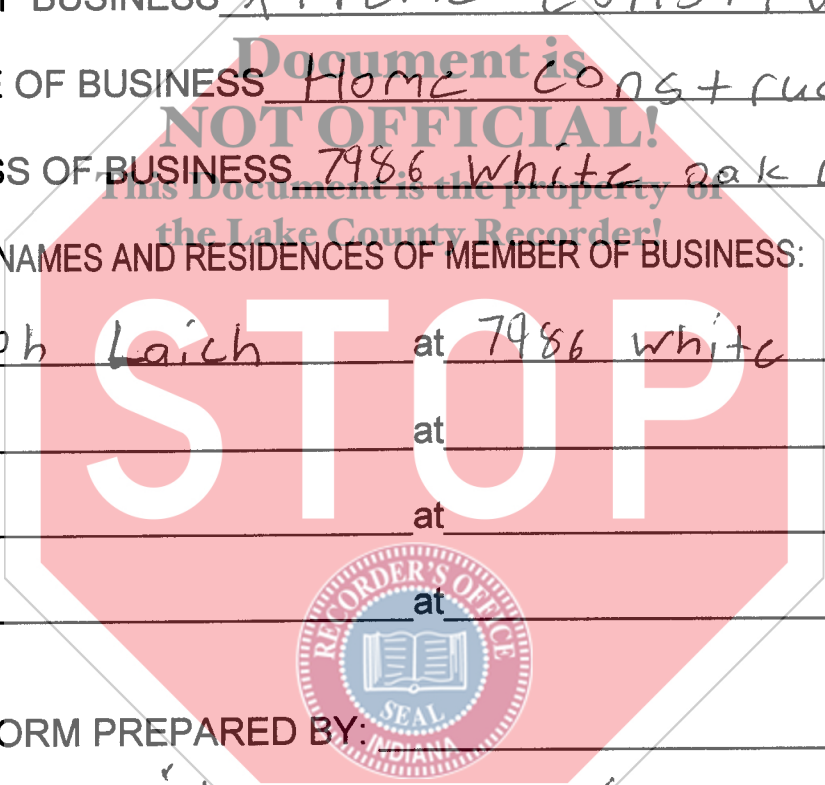 BUSINESS
Document is
OF BUSINESS Home Construc
NOT OFFICIAL!
SS OF BUSINESS 7986 White oak
This Document is the property of
the Lake County Recorder!
NAMES AND RESIDENCES OF MEMBER OF BUSINESS:
ph Laich at 7986 white
STOP
at
at
at
RECORDER'S OFFICE
SEAL
INDIANA
ORM PREPARED BY: